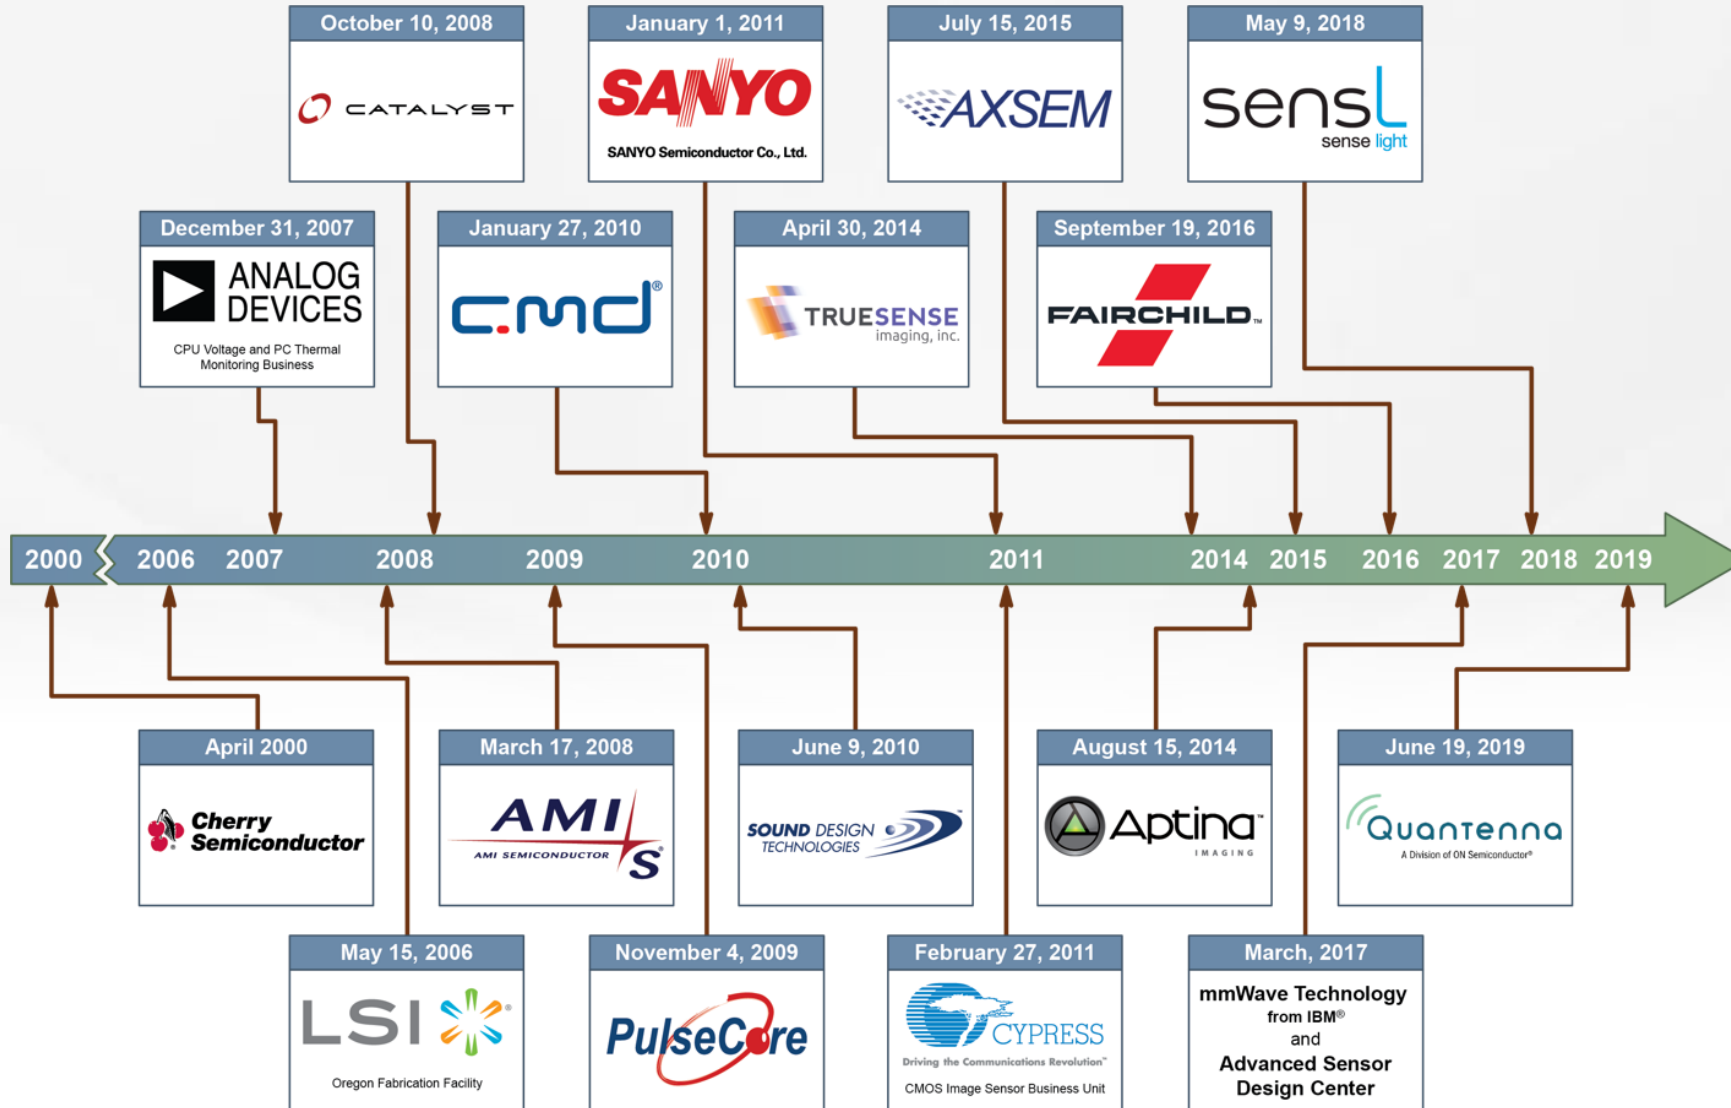 October 10, 2008
CATALYST
January 1, 2011
SANYO
SANYO Semiconductor Co., Ltd.
July 15, 2015
AXSEM
May 9, 2018
sensL
sense light
December 31, 2007
ANALOG
DEVICES
CPU Voltage and PC Thermal
Monitoring Business
January 27, 2010
cmd®
April 30, 2014
TRUESENSE
imaging, inc.
September 19, 2016
FAIRCHILD™
2000 2006 2007 2008 2009 2010 2011 2014 2015 2016 2017 2018 2019
April 2000
Cherry
Semiconductor
March 17, 2008
AMI
AMI SEMICONDUCTOR
S®
June 9, 2010
SOUND DESIGN™
TECHNOLOGIES
August 15, 2014
Aptina™
IMAGING
June 19, 2019
Quantenna
A Division of ON Semiconductor®
May 15, 2006
LSI®
Oregon Fabrication Facility
November 4, 2009
PulseCore
February 27, 2011
CYPRESS
Driving the Communications Revolution™
CMOS Image Sensor Business Unit
March, 2017
mmWave Technology
from IBM®
and
Advanced Sensor
Design Center